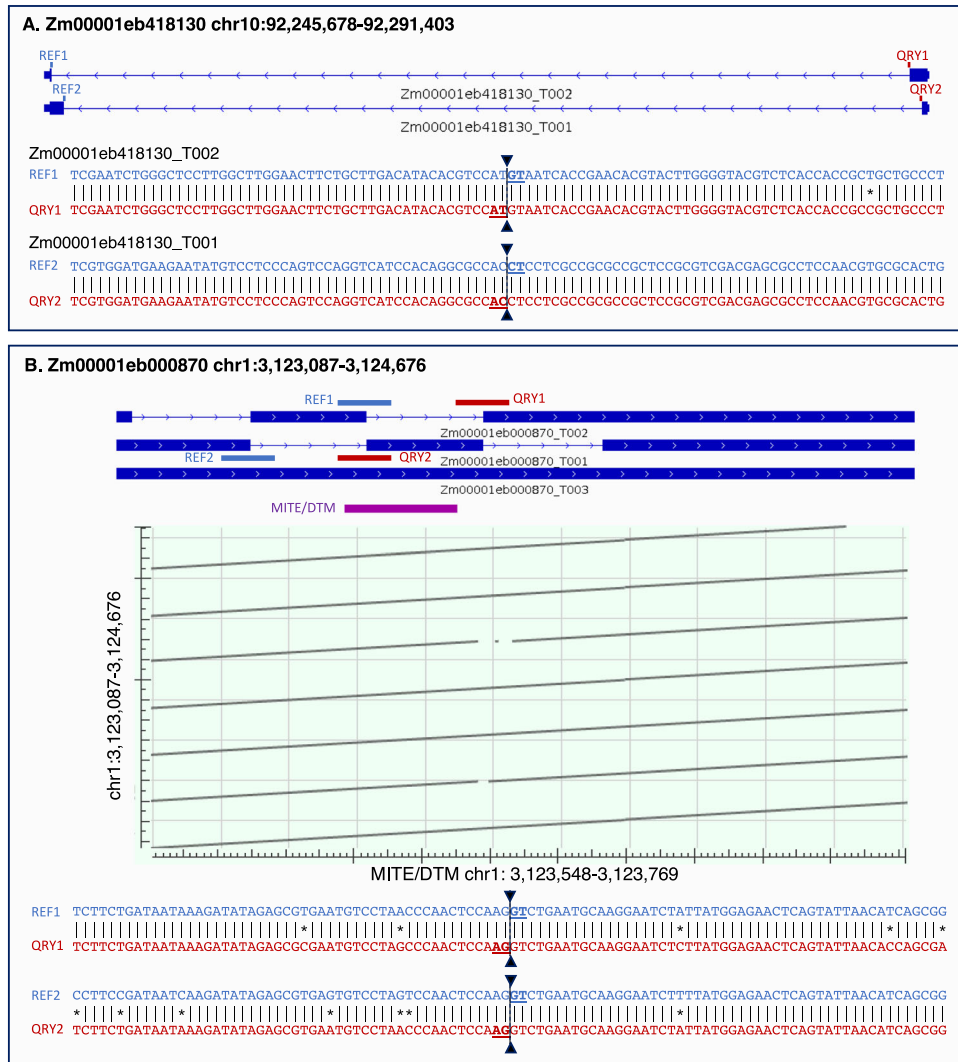 A. Zm00001eb418130 chr10:92,245,678-92,291,403
REF1 QRY1
Zm00001eb418130_T002
REF2 QRY2
Zm00001eb418130_T001
Zm00001eb418130_T002
REF1 TCGAATCTGGGCTCCTTGGCTTGGAACTTCTGCTTGACATACACGTCCATGTAATCACCGAACACGTACTTGGGGTACGTCTCACCACCGCTGCTGCCCT
*
QRY1 TCGAATCTGGGCTCCTTGGCTTGGAACTTCTGCTTGACATACACGTCCATGTAATCACCGAACACGTACTTGGGGTACGTCTCACCACCGCCGCTGCCCT
Zm00001eb418130_T001
REF2 TCGTGGATGAAGAATATGTCCTCCCAGTCCAGGTCATCCACAGGCGCCACCTCCTCGCCGCGCCGCTCCGCGTCGACGAGCGCCTCCAACGTGCGCACTG
QRY2 TCGTGGATGAAGAATATGTCCTCCCAGTCCAGGTCATCCACAGGCGCCACCTCCTCGCCGCGCCGCTCCGCGTCGACGAGCGCCTCCAACGTGCGCACTG
B. Zm00001eb000870 chr1:3,123,087-3,124,676
REF1 QRY1
Zm00001eb000870_T002
REF2 QRY2 Zm00001eb000870_T001
Zm00001eb000870_T003
MITE/DTM
chr1:3,123,087-3,124,676
MITE/DTM chr1: 3,123,548-3,123,769
REF1 TCTTCTGATAATAAAGATATAGAGCGTGAATGTCCTAACCCAACTCCAAGGTCTGAATGCAAGGAATCTATTATGGAGAACTCAGTATTAACATCAGCGG
* * * * *
QRY1 TCTTCTGATAATAAAGATATAGAGCGCGAATGTCCTAGCCCAACTCCAAGGTCTGAATGCAAGGAATCTCTTATGGAGAACTCAGTATTAACACCAGCGA
REF2 CCTTCCGATAATCAAGATATAGAGCGTGAGTGTCCTAGTCCAACTCCAAGGTCTGAATGCAAGGAATCTTTTATGGAGAACTCAGTATTAACATCAGCGG
* * * * ** *
QRY2 TCTTCTGATAATAAAGATATAGAGCGTGAATGTCCTAACCCAACTCCAAGGTCTGAATGCAAGGAATCTATTATGGAGAACTCAGTATTAACATCAGCGG